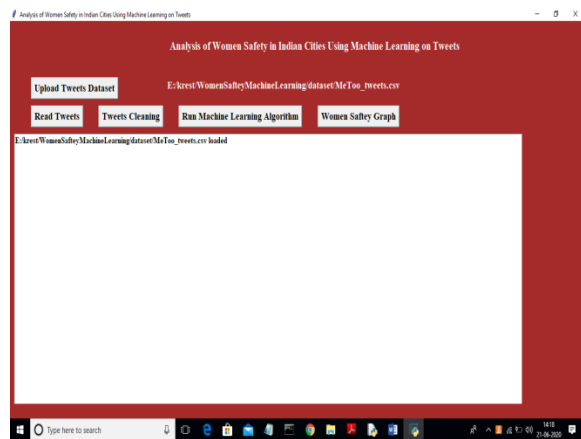 Analysis of Women Safety in Indian Cities Using Machine Learning on Tweets
Analysis of Women Safety in Indian Cities Using Machine Learning on Tweets
Upload Tweets Dataset
E:/krest/WomenSafteyMachineLearning/dataset/MeToo_tweets.csv
Read Tweets
Tweets Cleaning
Run Machine Learning Algorithm
Women Saftey Graph
E:/krest/WomenSafteyMachineLearning/dataset/MeToo_tweets.csv loaded
Type here to search
14:18
21-06-2020